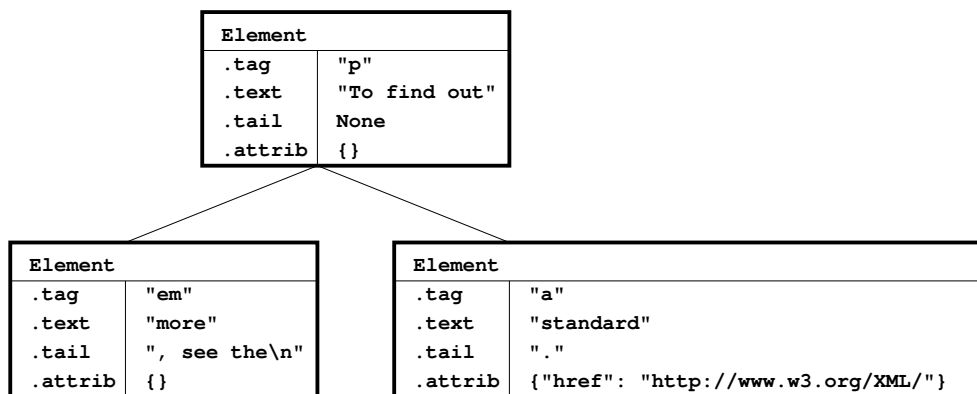 Element
.tag "p"
.text "To find out"
.tail None
.attrib {}
Element
.tag "em"
.text "more"
.tail ", see the\n"
.attrib {}
Element
.tag "a"
.text "standard"
.tail "."
.attrib {"href": "http://www.w3.org/XML/"}